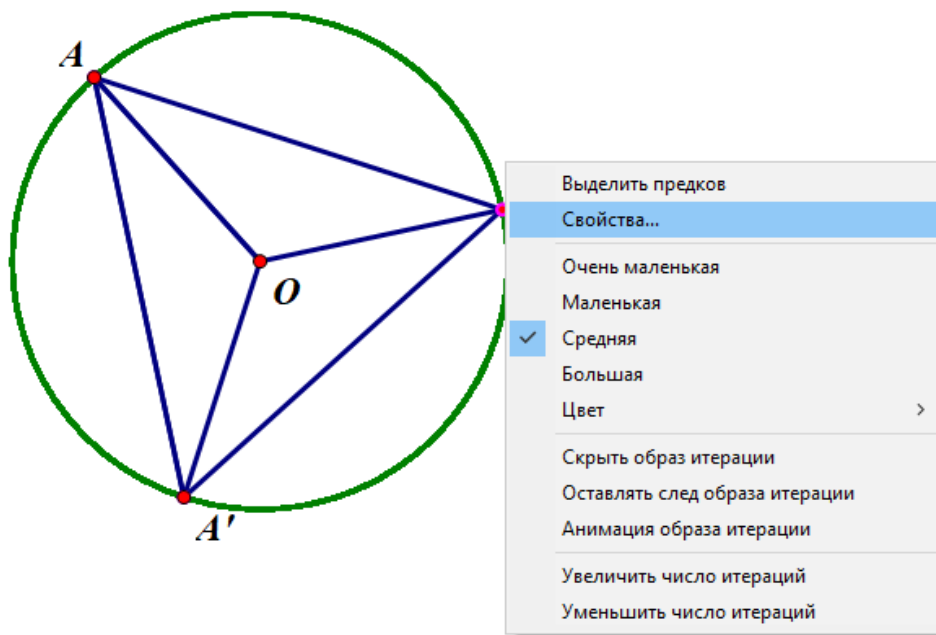 A
O
A'
Выделить предков
Свойства...
Очень маленькая
Маленькая
Средняя
Большая
Цвет
Скрыть образ итерации
Оставлять след образа итерации
Анимация образа итерации
Увеличить число итераций
Уменьшить число итераций